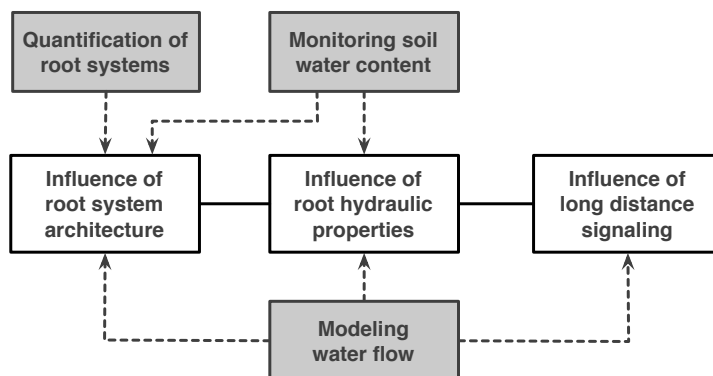 Quantification of
root systems
Monitoring soil
water content
Influence of
root system
architecture
Influence of
root hydraulic
properties
Influence of
long distance
signaling
Modeling
water flow